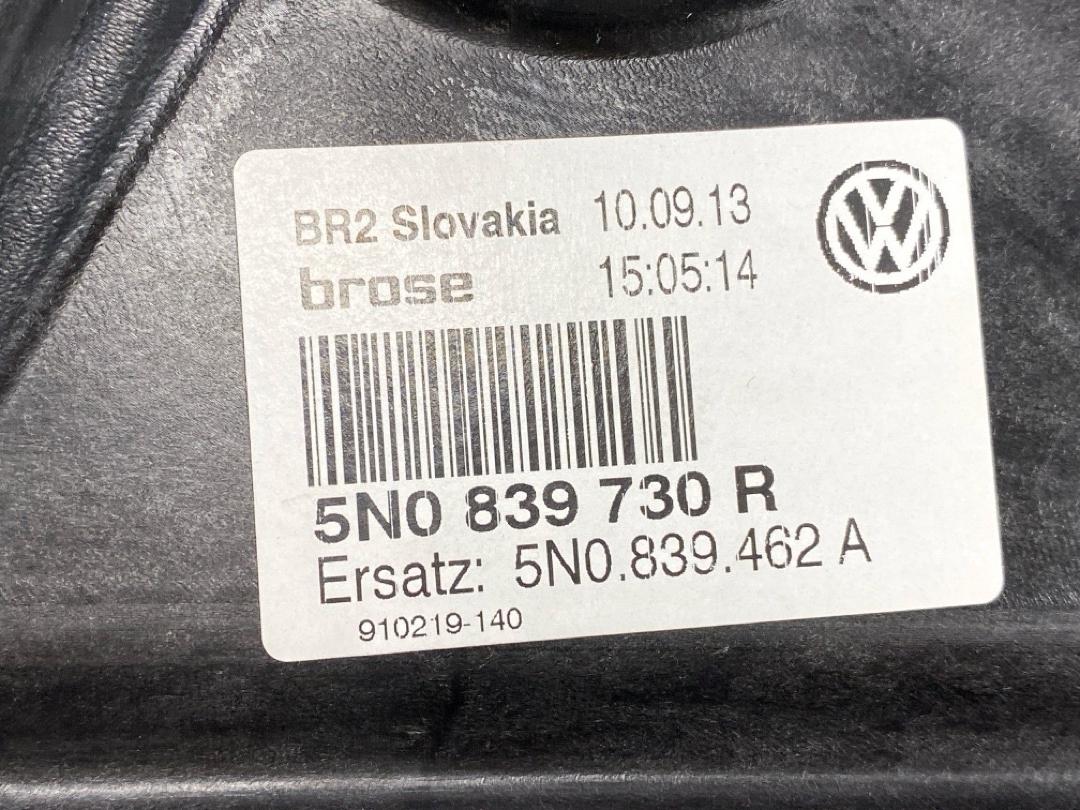 BR2 Slovakia 10.09.13
brose 15:05:14
5N0 839 730 R
Ersatz: 5N0.839.462 A
910219-140